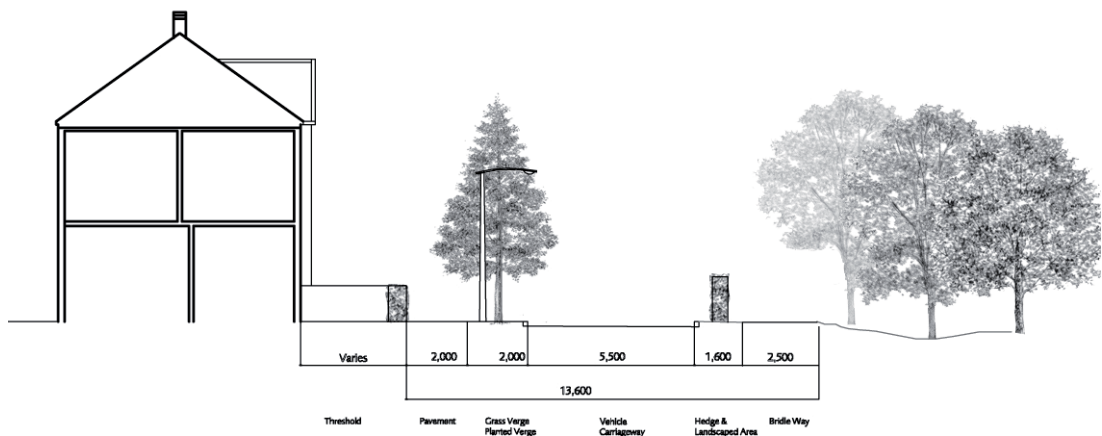 Varies 2,000 2,000 5,500 1,600 2,500
13,600
Threshold Pavement Grass Verge Vehicle Hedge & Bridle Way
Planted Verge Carriageway Landscaped Area